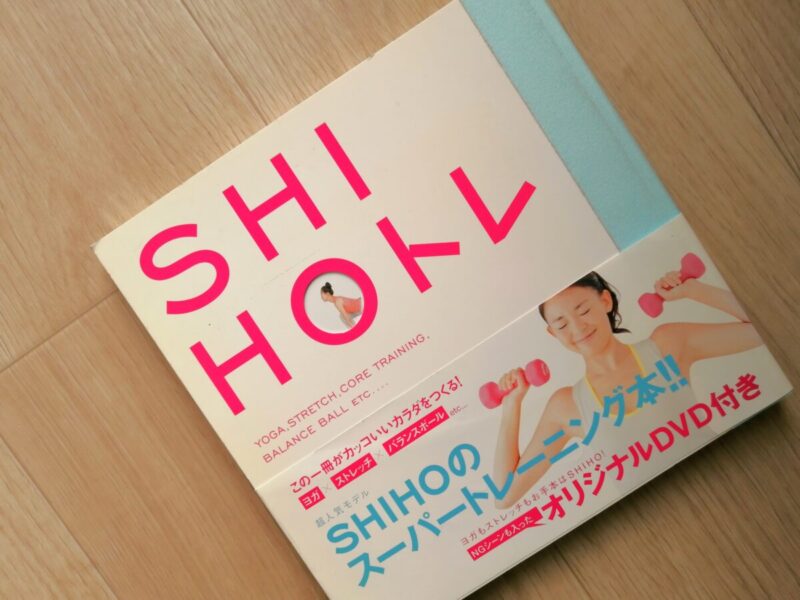 SHI
HOトレ
YOGA, STRETCH, CORE TRAINING,
BALANCE BALL ETC....
この一冊がカッコいいカラダをつくる!
ヨガ×ストレッチ×バランスボール etc...
超人気モデル
SHIHOの
スーパートレーニング本!!
ヨガもストレッチもお手本はSHIHO!
NGシーンも入った
オリジナルDVD付き